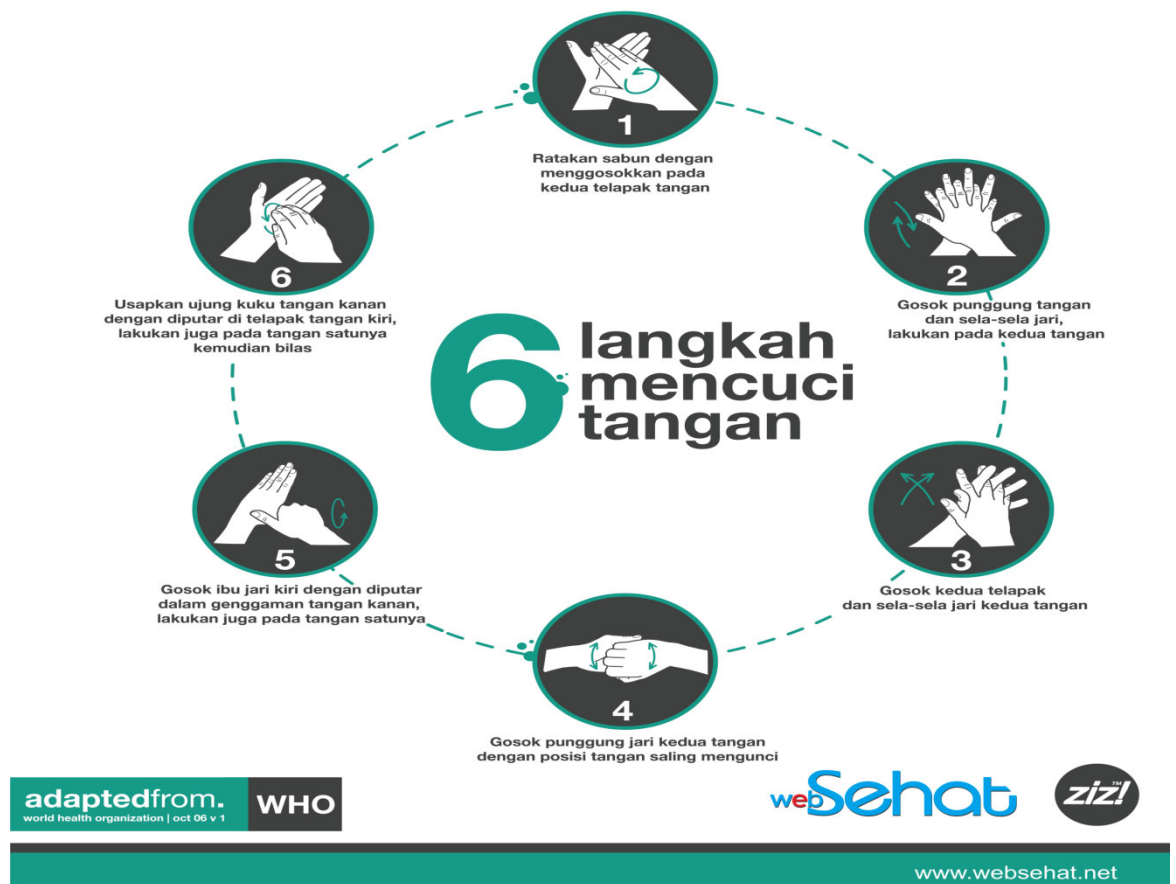 1
Ratakan sabun dengan
menggosokkan pada
kedua telapak tangan
2
Gosok punggung tangan
dan sela-sela jari,
lakukan pada kedua tangan
3
Gosok kedua telapak
dan sela-sela jari kedua tangan
4
Gosok punggung jari kedua tangan
dengan posisi tangan saling mengunci
5
Gosok ibu jari kiri dengan diputar
dalam genggaman tangan kanan,
lakukan juga pada tangan satunya
6
Usapkan ujung kuku tangan kanan
dengan diputar di telapak tangan kiri,
lakukan juga pada tangan satunya
kemudian bilas
6 langkah
mencuci
tangan
adaptedfrom.
world health organization | oct 06 v 1
WHO
webSehat
ziz!™
www.websehat.net